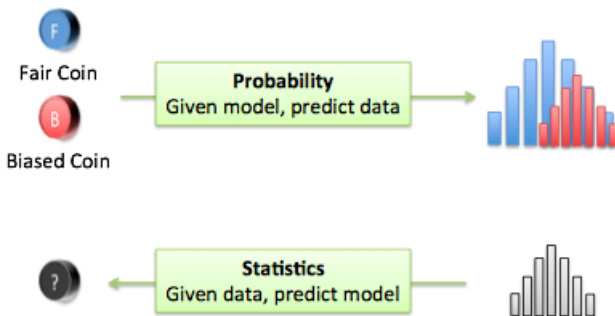 F
Fair Coin
Probability
Given model, predict data
B
Biased Coin
?
Statistics
Given data, predict model